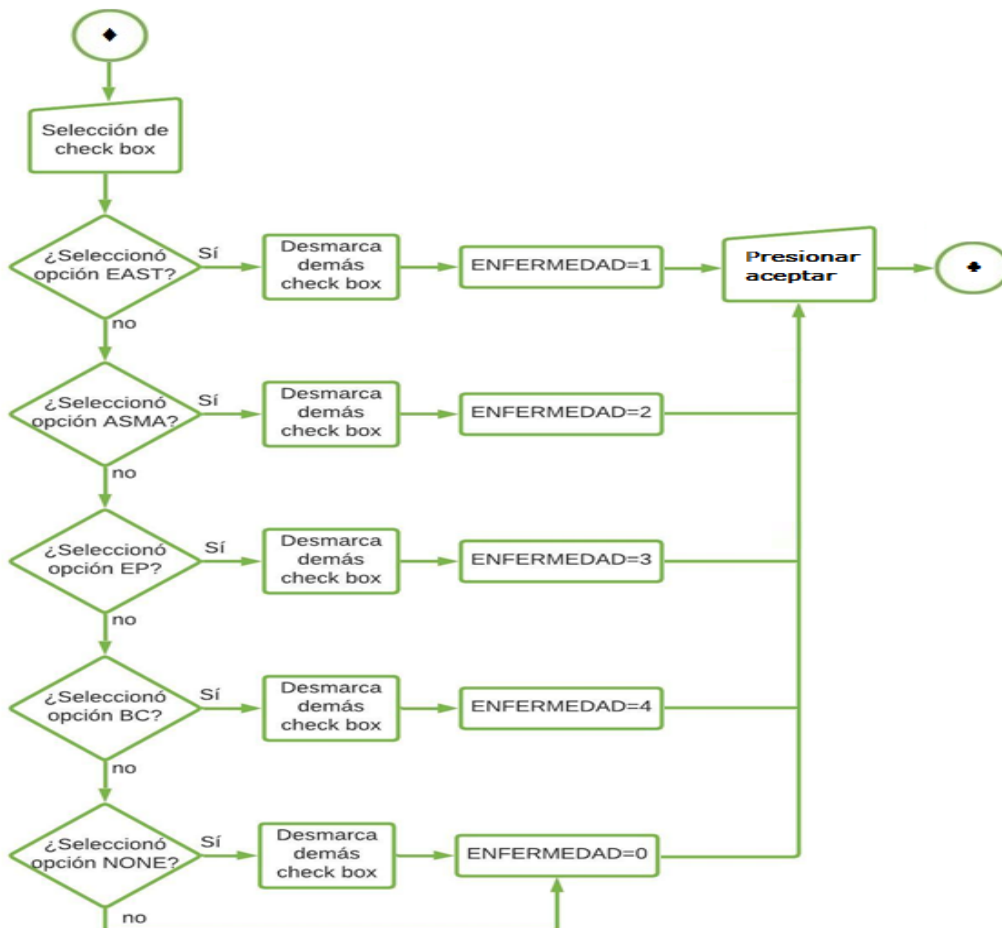 ◆
Selección de
check box
¿Seleccionó
opción EAST?
Sí
Desmarca
demás
check box
ENFERMEDAD=1
Presionar
aceptar
♣
no
¿Seleccionó
opción ASMA?
Sí
Desmarca
demás
check box
ENFERMEDAD=2
no
¿Seleccionó
opción EP?
Sí
Desmarca
demás
check box
ENFERMEDAD=3
no
¿Seleccionó
opción BC?
Sí
Desmarca
demás
check box
ENFERMEDAD=4
no
¿Seleccionó
opción NONE?
Sí
Desmarca
demás
check box
ENFERMEDAD=0
no